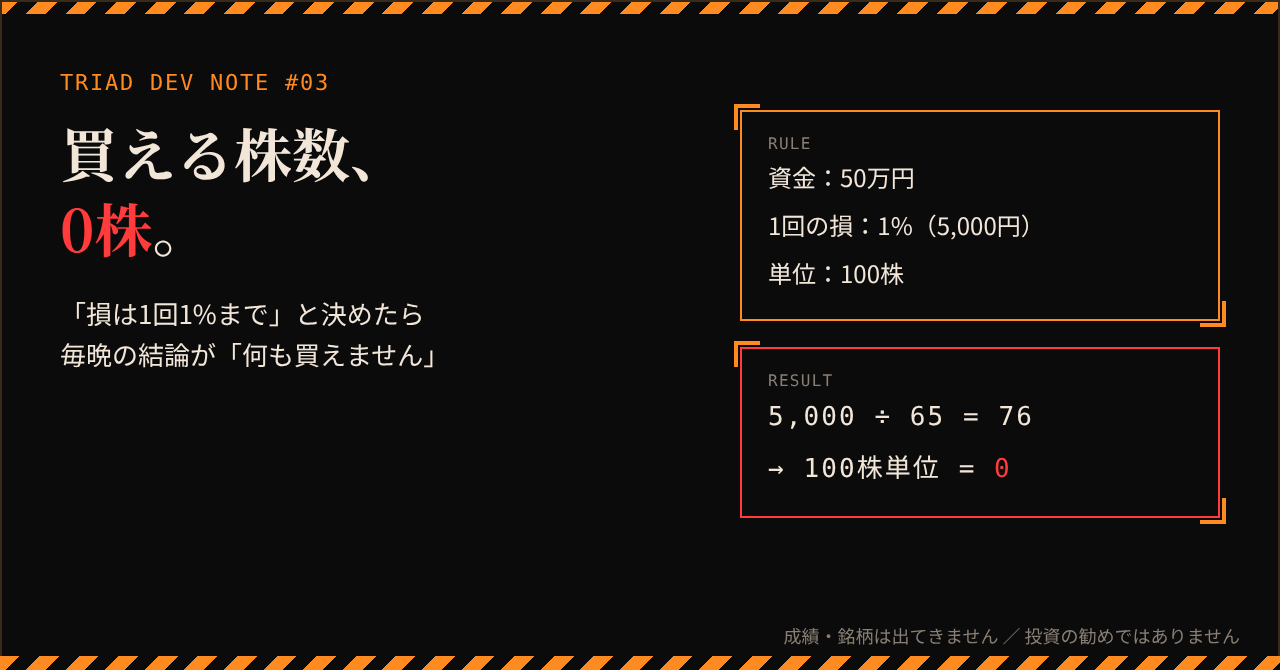 TRIAD DEV NOTE #03
買える株数、
0株。
「損は1回1%まで」と決めたら
毎晩の結論が「何も買えません」
RULE
資金：50万円
1回の損：1%（5,000円）
単位：100株
RESULT
5,000 ÷ 65 = 76
→ 100株単位 = 0
成績・銘柄は出てきません ／ 投資の勧めではありません